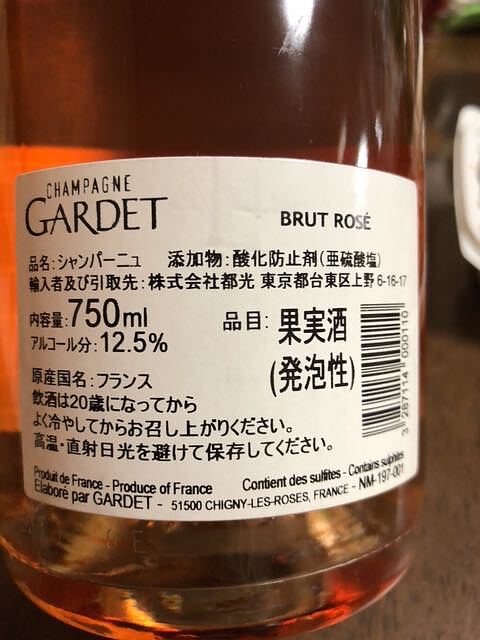 CHAMPAGNE
GARDET
BRUT ROSÉ
品名:シャンパーニュ 添加物:酸化防止剤(亜硫酸塩)
輸入者及び引取先:株式会社都光 東京都台東区上野6-16-17
内容量:750ml
アルコール分:12.5%
品目:果実酒
(発泡性)
原産国名:フランス
飲酒は20歳になってから
よく冷やしてからお召し上がりください。
高温・直射日光を避けて保存してください。
3 267114 000110
Produit de France - Produce of France Contient des sulfites - Contains sulphites
Elaboré par GARDET - 51500 CHIGNY-LES-ROSES, FRANCE - NM-197-001